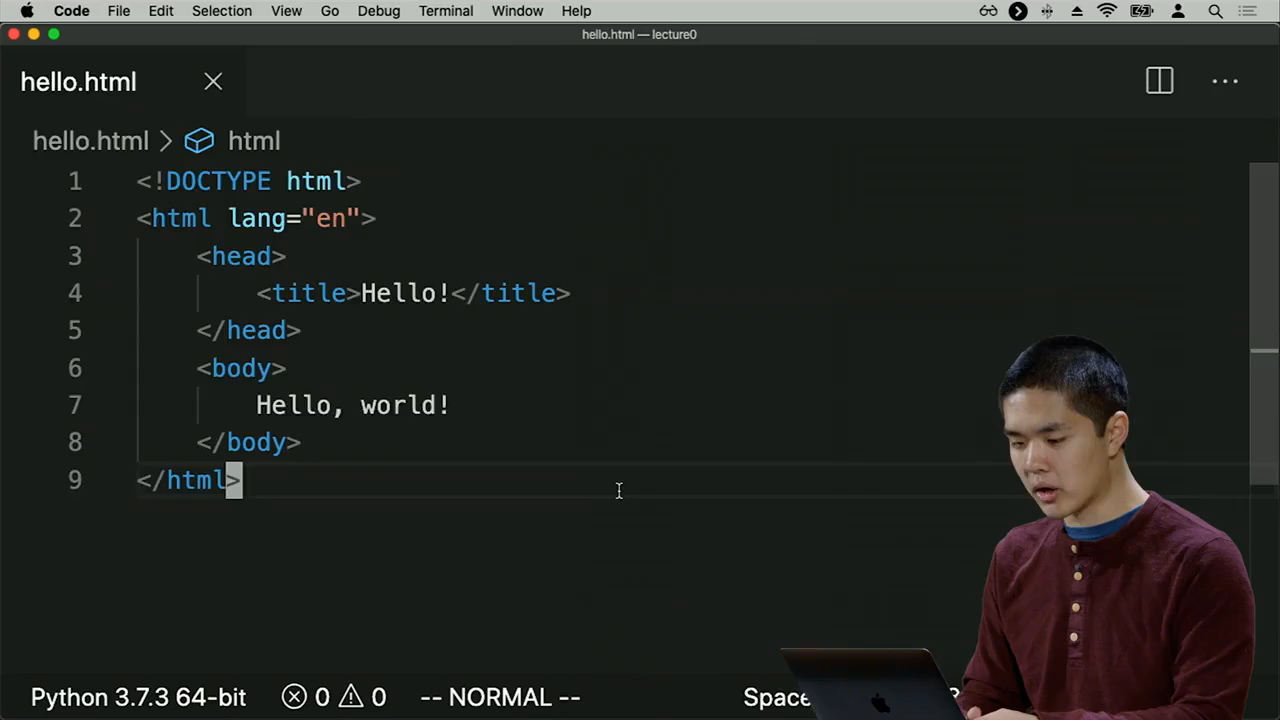 Code File Edit Selection View Go Debug Terminal Window Help
hello.html — lecture0
hello.html
hello.html > html
1 <!DOCTYPE html>
2 <html lang="en">
3 <head>
4 <title>Hello!</title>
5 </head>
6 <body>
7 Hello, world!
8 </body>
9 </html>
Python 3.7.3 64-bit 0 0 -- NORMAL --